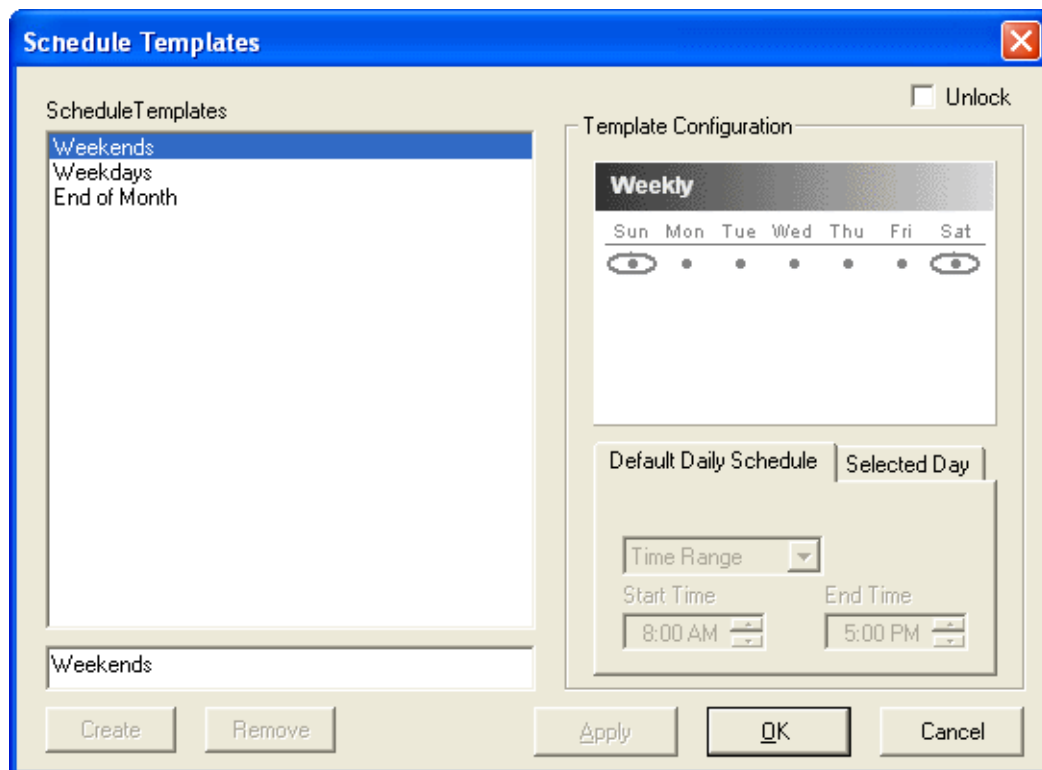 Schedule Templates
Unlock
ScheduleTemplates
Weekends
Weekdays
End of Month
Weekends
Create
Remove
Template Configuration
Weekly
Sun Mon Tue Wed Thu Fri Sat
Default Daily Schedule
Selected Day
Time Range
Start Time
End Time
8:00 AM
5:00 PM
Apply
OK
Cancel